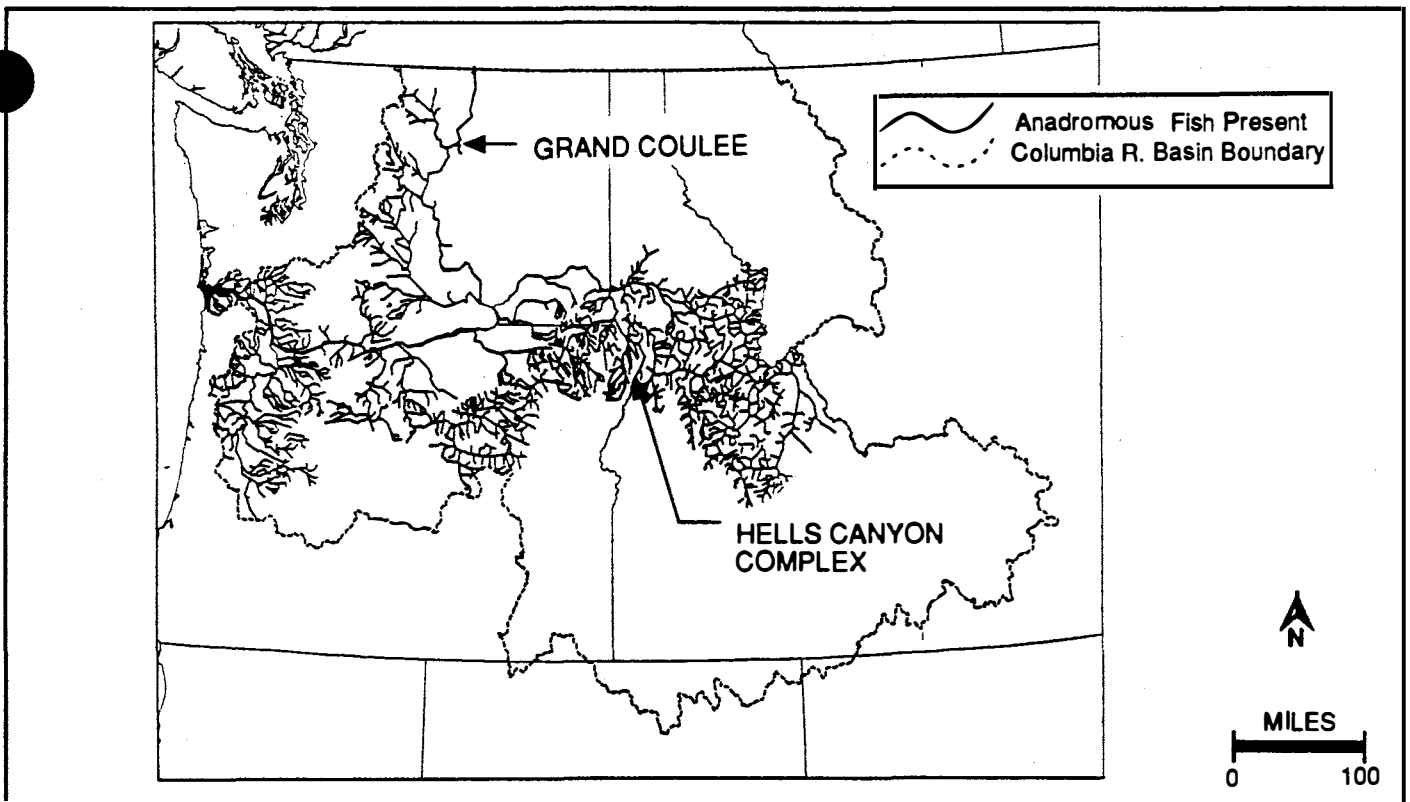 GRAND COULEE
Anadromous Fish Present
Columbia R. Basin Boundary
HELLS CANYON
COMPLEX
N
MILES
0 100